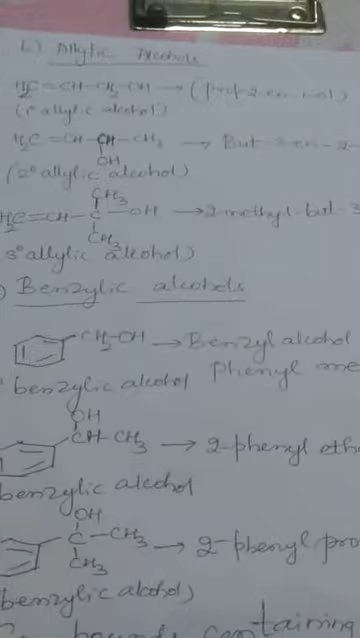 Allylic Alcohols
H2C=CH-CH2-OH → (Prop-2-en-1-ol)
(1° allylic alcohol)
H2C=CH-CH-CH3 → But-3-en-2-
OH
(2° allylic alcohol)
CH3
H2C=CH-C-OH → 2-methyl-but-3
CH3
3° allylic alcohol)
Benzylic alcohols
CH2-OH → Benzyl alcohol
benzylic alcohol Phenyl me
OH
CH-CH3 → 2-phenyl eth
benzylic alcohol
OH
C-CH3 → 2-phenyl pro
CH3
benzylic alcohol)
containing